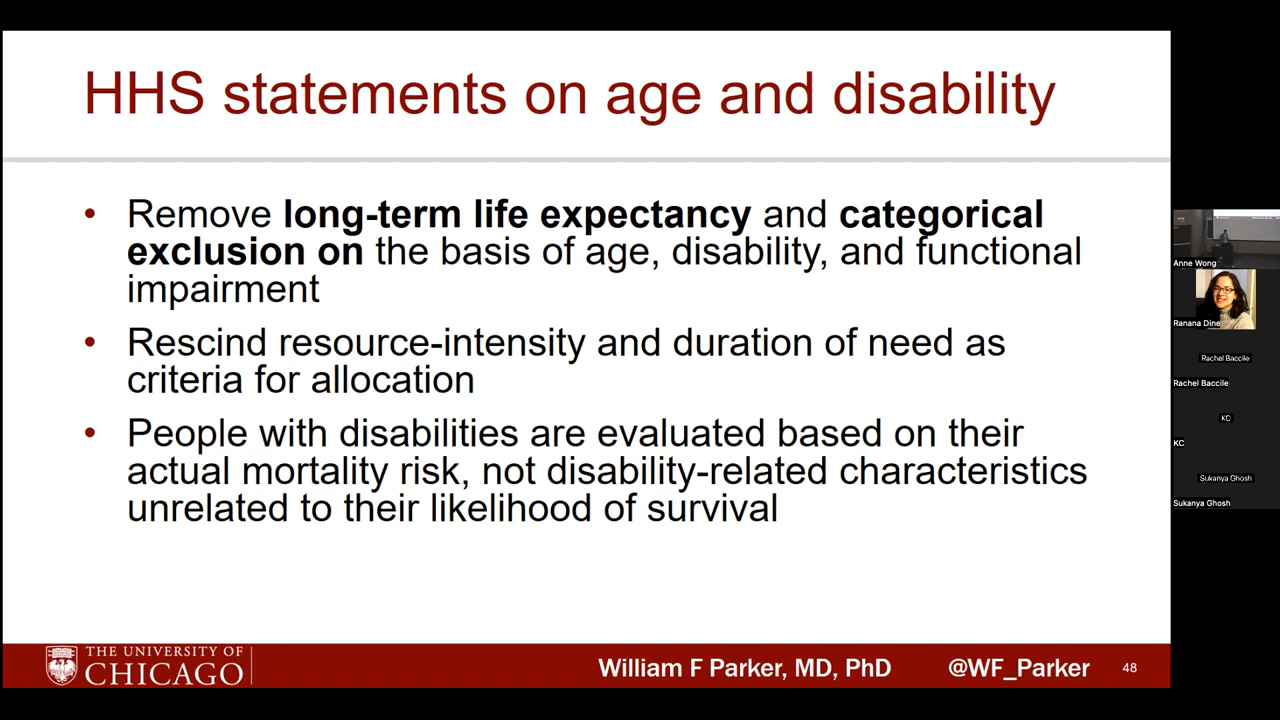 HHS statements on age and disability
• Remove long-term life expectancy and categorical
exclusion on the basis of age, disability, and functional
impairment
• Rescind resource-intensity and duration of need as
criteria for allocation
• People with disabilities are evaluated based on their
actual mortality risk, not disability-related characteristics
unrelated to their likelihood of survival
THE UNIVERSITY OF
CHICAGO
William F Parker, MD, PhD
@WF_Parker
48
Anne Wong
Ranana Dine
Rachel Baccile
Rachel Baccile
KC
KC
Sukanya Ghosh
Sukanya Ghosh